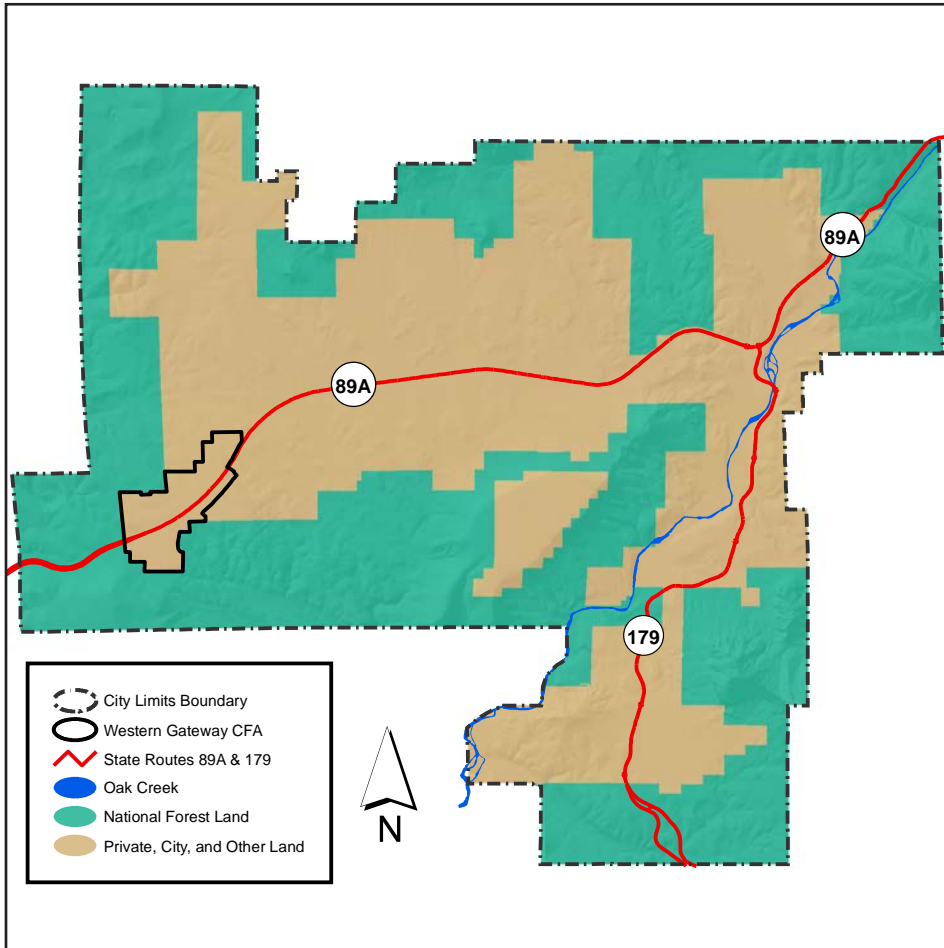 89A
89A
179
City Limits Boundary
Western Gateway CFA
State Routes 89A & 179
Oak Creek
National Forest Land
Private, City, and Other Land
N